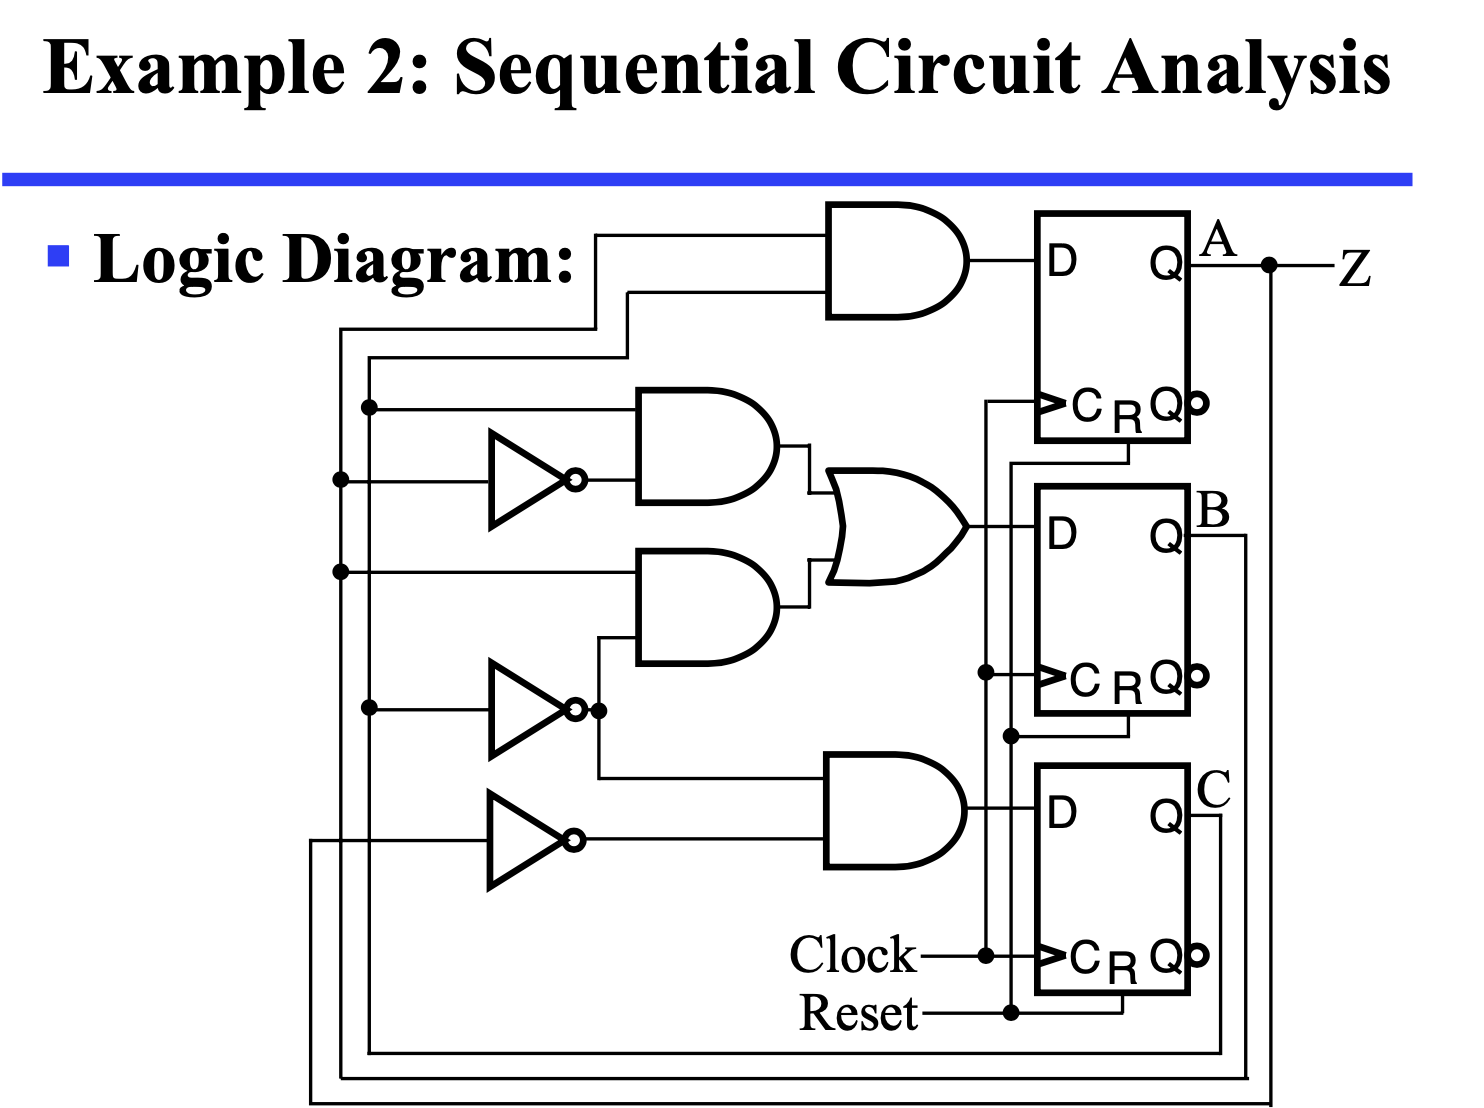 Example 2: Sequential Circuit Analysis
Logic Diagram:
D Q A Z
C R Q
D Q B
C R Q
D Q C
Clock C R Q
Reset